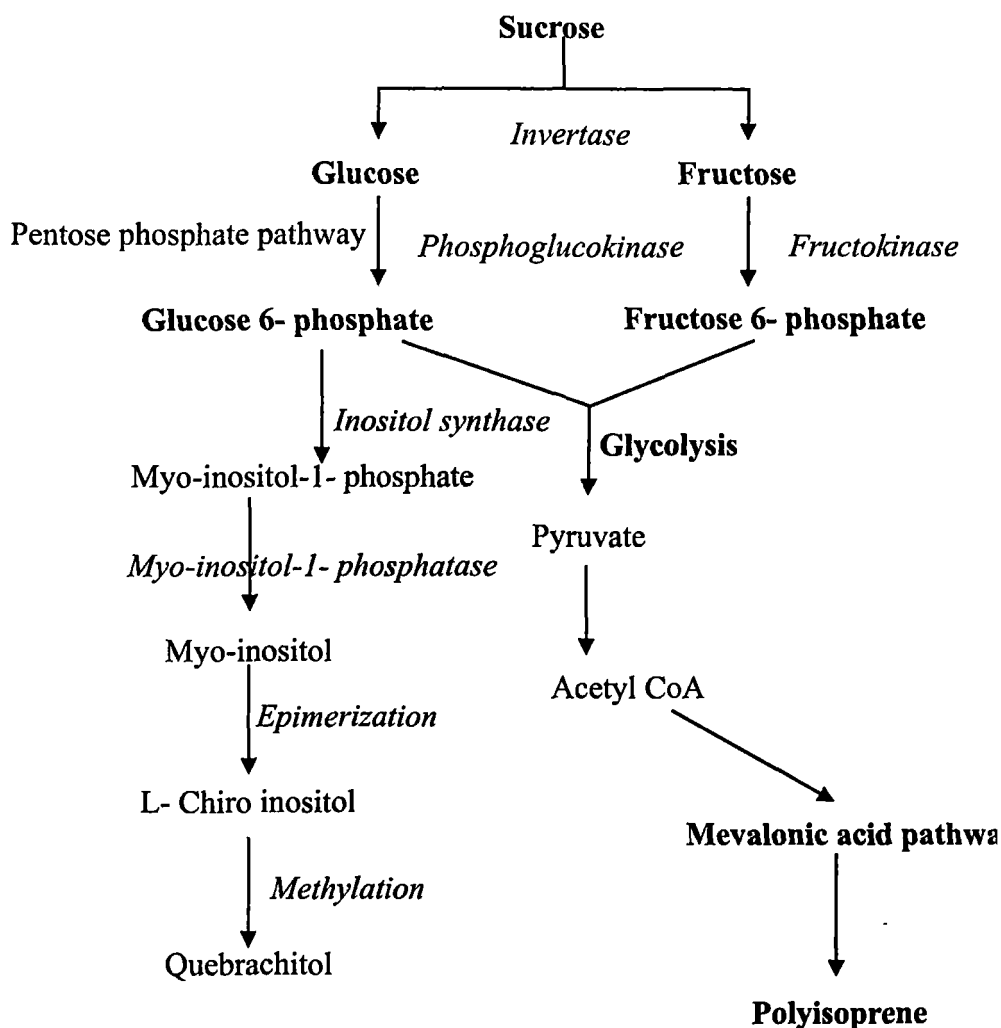 Sucrose
Invertase
Glucose
Fructose
Pentose phosphate pathway
Phosphoglucokinase
Fructokinase
Glucose 6- phosphate
Fructose 6- phosphate
Inositol synthase
Glycolysis
Myo-inositol-1- phosphate
Pyruvate
Myo-inositol-1- phosphatase
Myo-inositol
Acetyl CoA
Epimerization
L- Chiro inositol
Mevalonic acid pathwa
Methylation
Quebrachitol
Polyisoprene